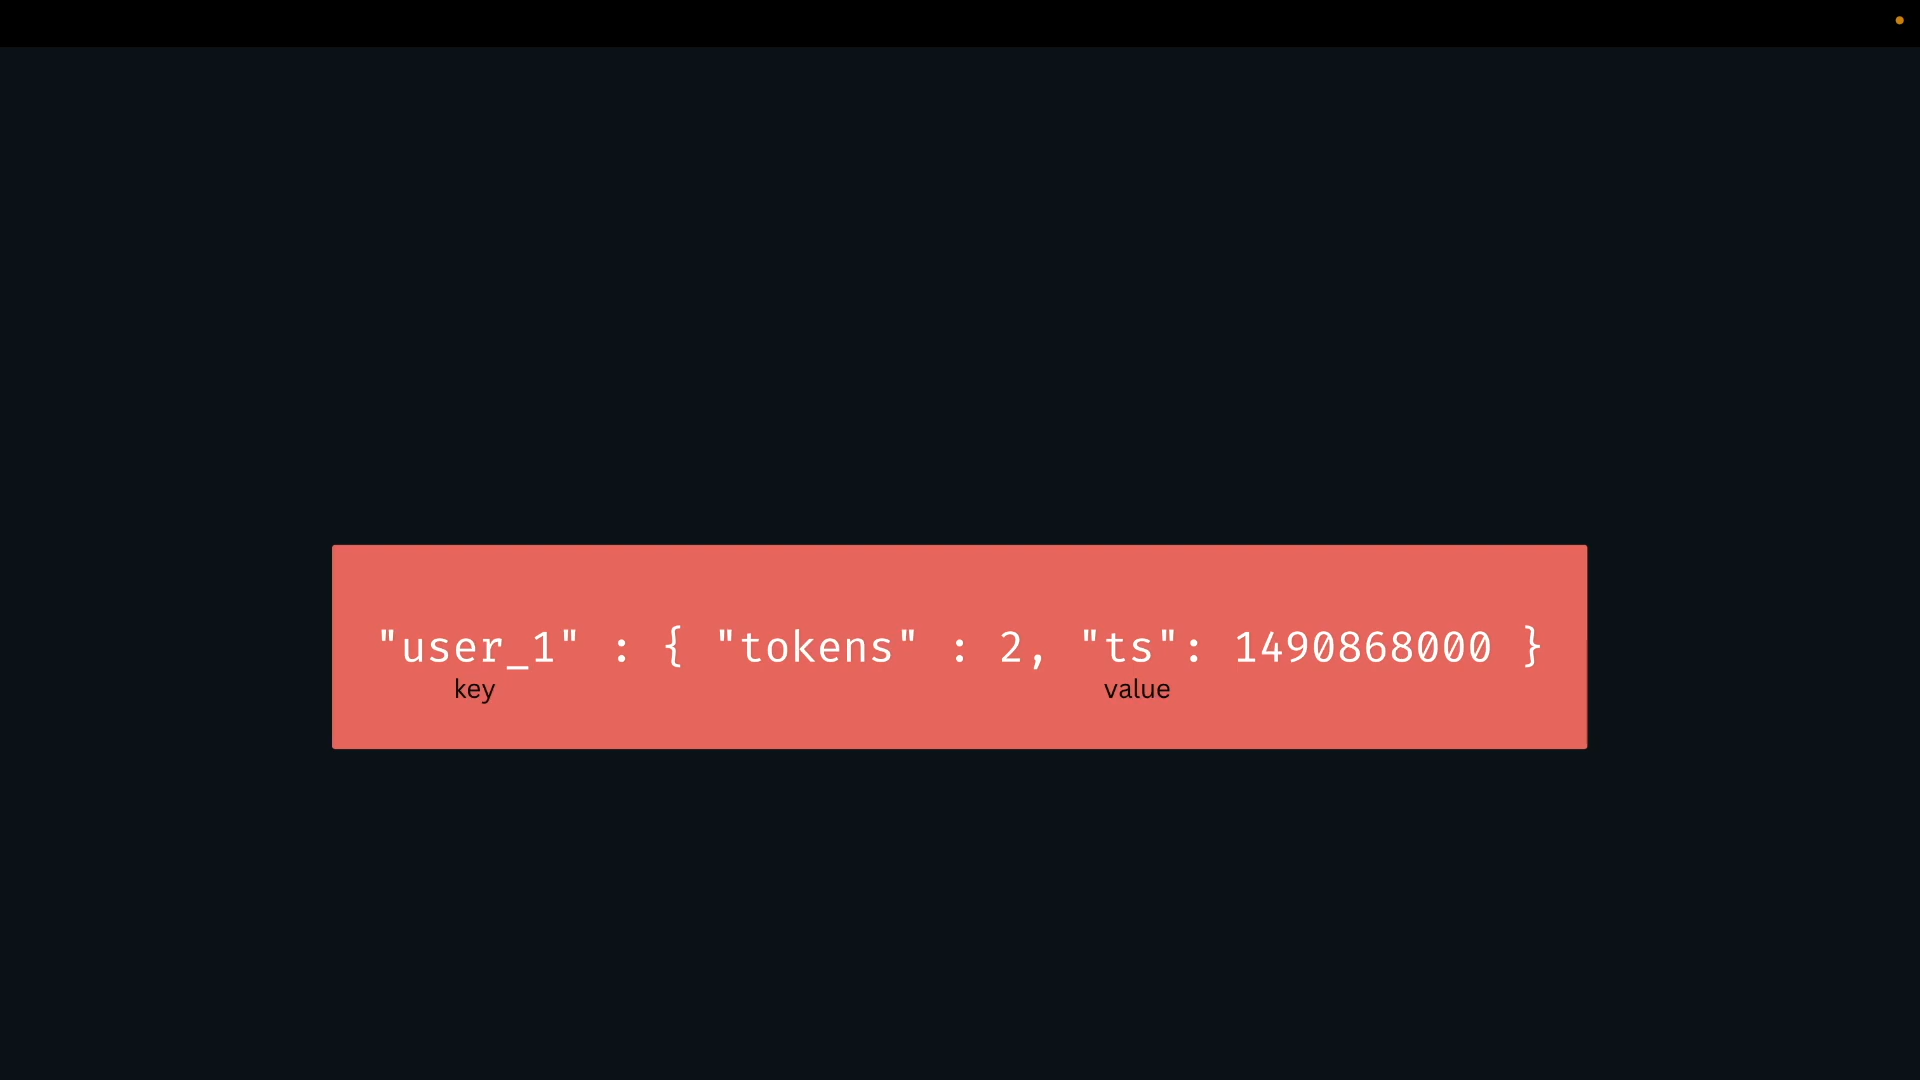 "user_1" : { "tokens" : 2, "ts": 1490868000 }
key value